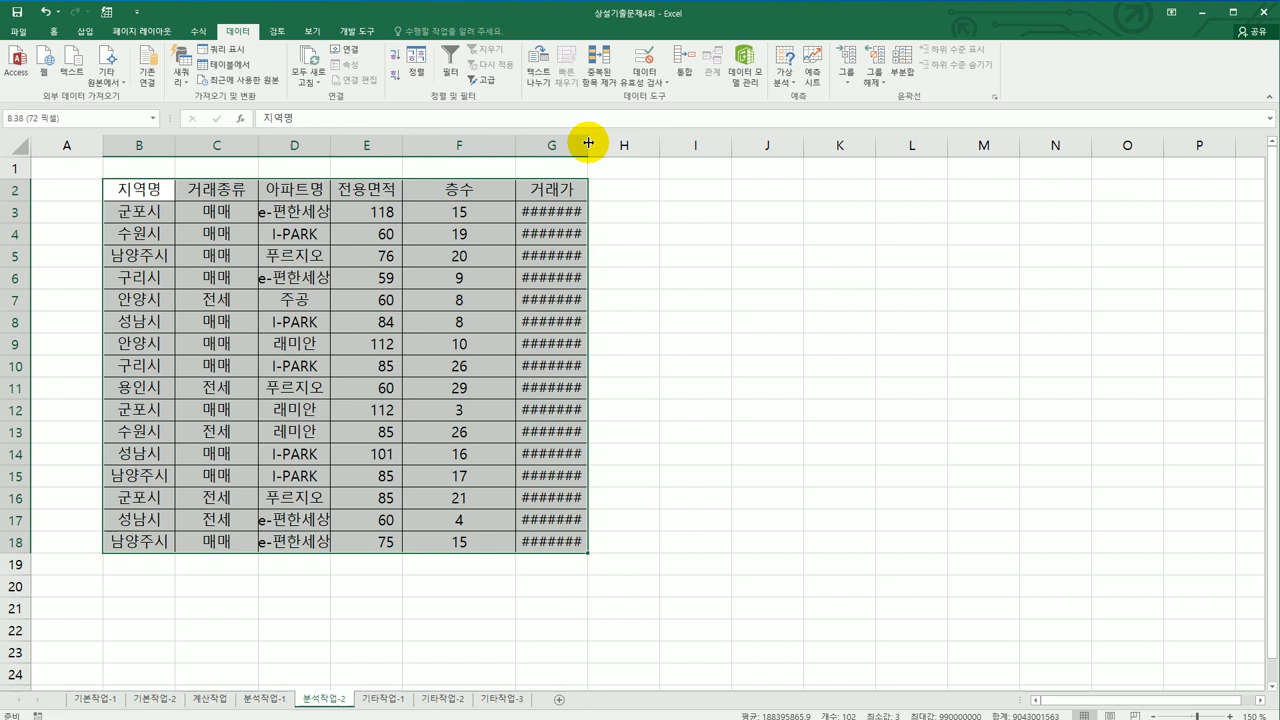 상설기출문제4회 - Excel
파일 홈 삽입 페이지 레이아웃 수식 데이터 검토 보기 개발 도구 수행할 작업을 알려 주세요. 공유
Access 웹 텍스트 기타 원본에서 기존 연결 새 쿼리 쿼리 표시 테이블에서 최근에 사용한 원본 모두 새로 고침 연결 속성 연결 편집 정렬 필터 지우기 다시 적용 고급 텍스트 나누기 빠른 채우기 중복된 항목 제거 데이터 유효성 검사 통합 관계 데이터 모델 관리 가상 분석 예측 시트 그룹 그룹 해제 부분합 하위 수준 표시 하위 수준 숨기기
외부 데이터 가져오기 가져오기 및 변환 연결 정렬 및 필터 데이터 도구 예측 윤곽선
8.38 (72 픽셀) fx 지역명
A B C D E F G H I J K L M N O P
1
2 지역명 거래종류 아파트명 전용면적 층수 거래가
3 군포시 매매 e-편한세상 118 15 #######
4 수원시 매매 I-PARK 60 19 #######
5 남양주시 매매 푸르지오 76 20 #######
6 구리시 매매 e-편한세상 59 9 #######
7 안양시 전세 주공 60 8 #######
8 성남시 매매 I-PARK 84 8 #######
9 안양시 매매 래미안 112 10 #######
10 구리시 매매 I-PARK 85 26 #######
11 용인시 전세 푸르지오 60 29 #######
12 군포시 매매 래미안 112 3 #######
13 수원시 전세 레미안 85 26 #######
14 성남시 매매 I-PARK 101 16 #######
15 남양주시 매매 I-PARK 85 17 #######
16 군포시 전세 푸르지오 85 21 #######
17 성남시 전세 e-편한세상 60 4 #######
18 남양주시 매매 e-편한세상 75 15 #######
19
20
21
22
23
24
기본작업-1 기본작업-2 계산작업 분석작업-1 분석작업-2 기타작업-1 기타작업-2 기타작업-3
준비 평균: 188395865.9 개수: 102 최소값: 3 최대값: 990000000 합계: 9043001563 150 %